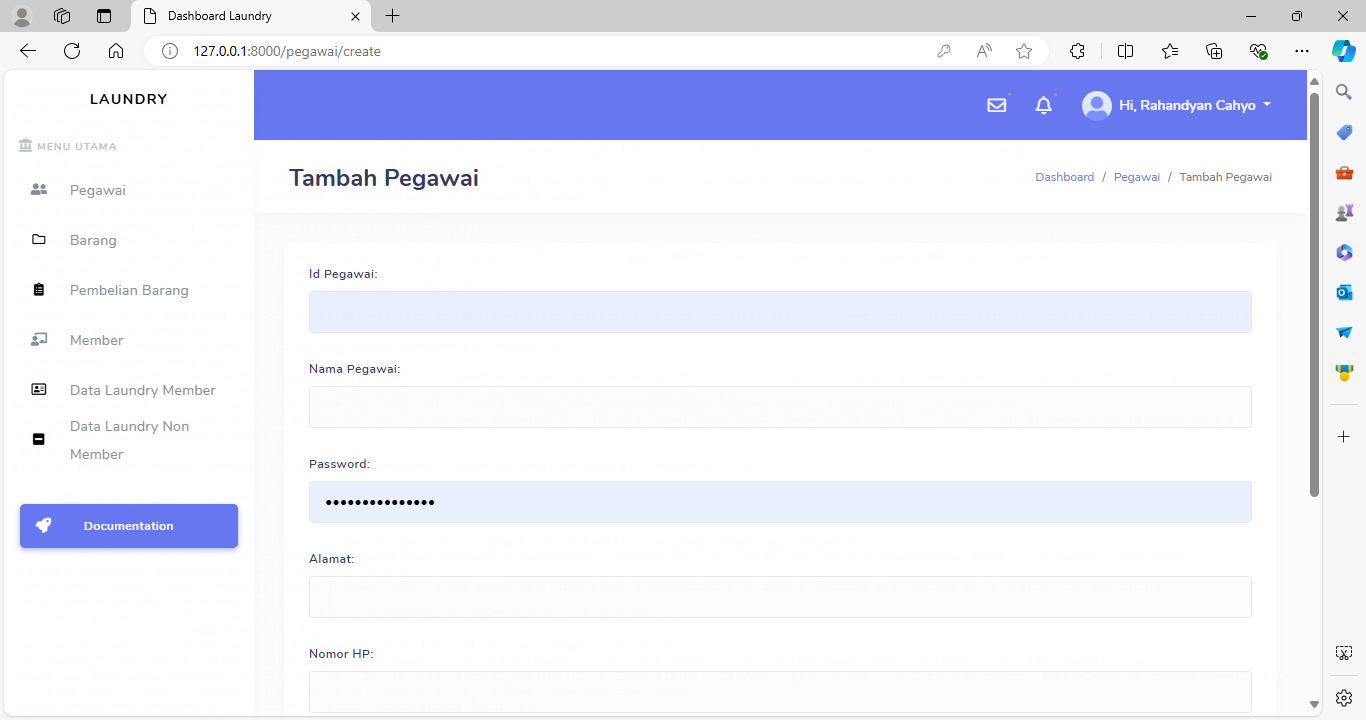 Dashboard Laundry
127.0.0.1:8000/pegawai/create
LAUNDRY
MENU UTAMA
Pegawai
Barang
Pembelian Barang
Member
Data Laundry Member
Data Laundry Non
Member
Documentation
Hi, Rahandyan Cahyo
Tambah Pegawai
Dashboard / Pegawai / Tambah Pegawai
Id Pegawai:
Nama Pegawai:
Password:
•••••••••••••••
Alamat:
Nomor HP: